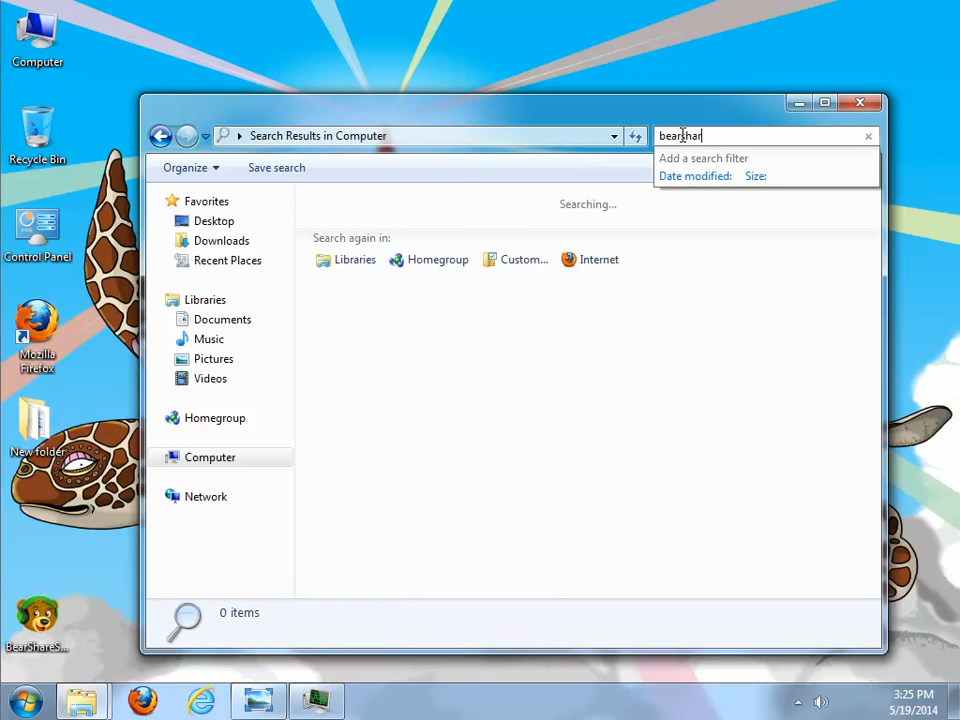 Computer
Recycle Bin
Control Panel
Mozilla
Firefox
New folder
BearShareS...
Search Results in Computer
bearshar
Add a search filter
Date modified: Size:
Organize
Save search
Searching...
Search again in:
Libraries
Homegroup
Custom...
Internet
Favorites
Desktop
Downloads
Recent Places
Libraries
Documents
Music
Pictures
Videos
Homegroup
Computer
Network
0 items
3:25 PM
5/19/2014